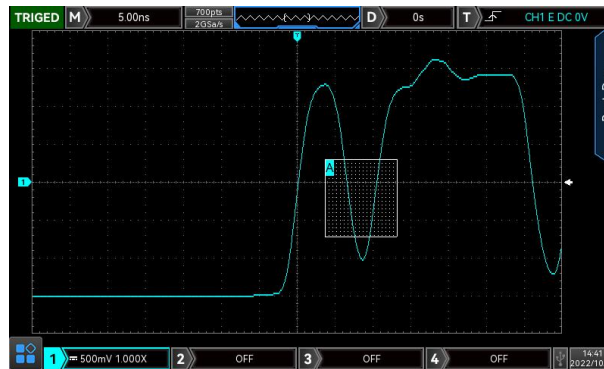 TRIGED M 5.00ns 700pts 2GSa/s D 0s T CH1 E DC 0V
T
A
1
1 500mV 1.000X 2 OFF 3 OFF 4 OFF 14:41
2022/10